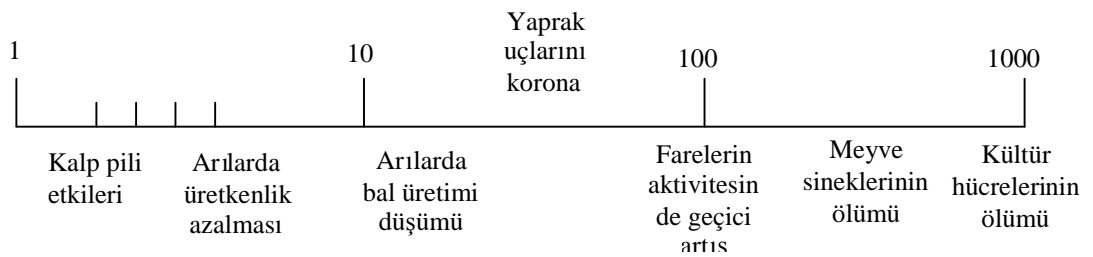 Yaprak
uçlarını
korona
1
10
100
1000
Kalp pili
etkileri
Arılarda
üretkenlik
azalması
Arılarda
bal üretimi
düşümü
Farelerin
aktivitesin
de geçici
artış
Meyve
sineklerinin
ölümü
Kültür
hücrelerinin
ölümü